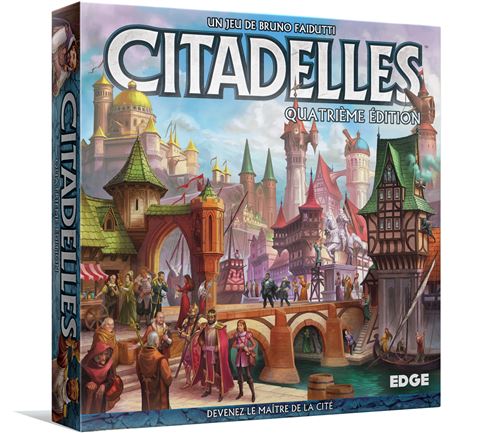 UN JEU DE BRUNO FAIDUTTI
CITADELLES
QUATRIÈME ÉDITION
CITADELLES
EDGE
DEVENEZ LE MAÎTRE DE LA CITÉ